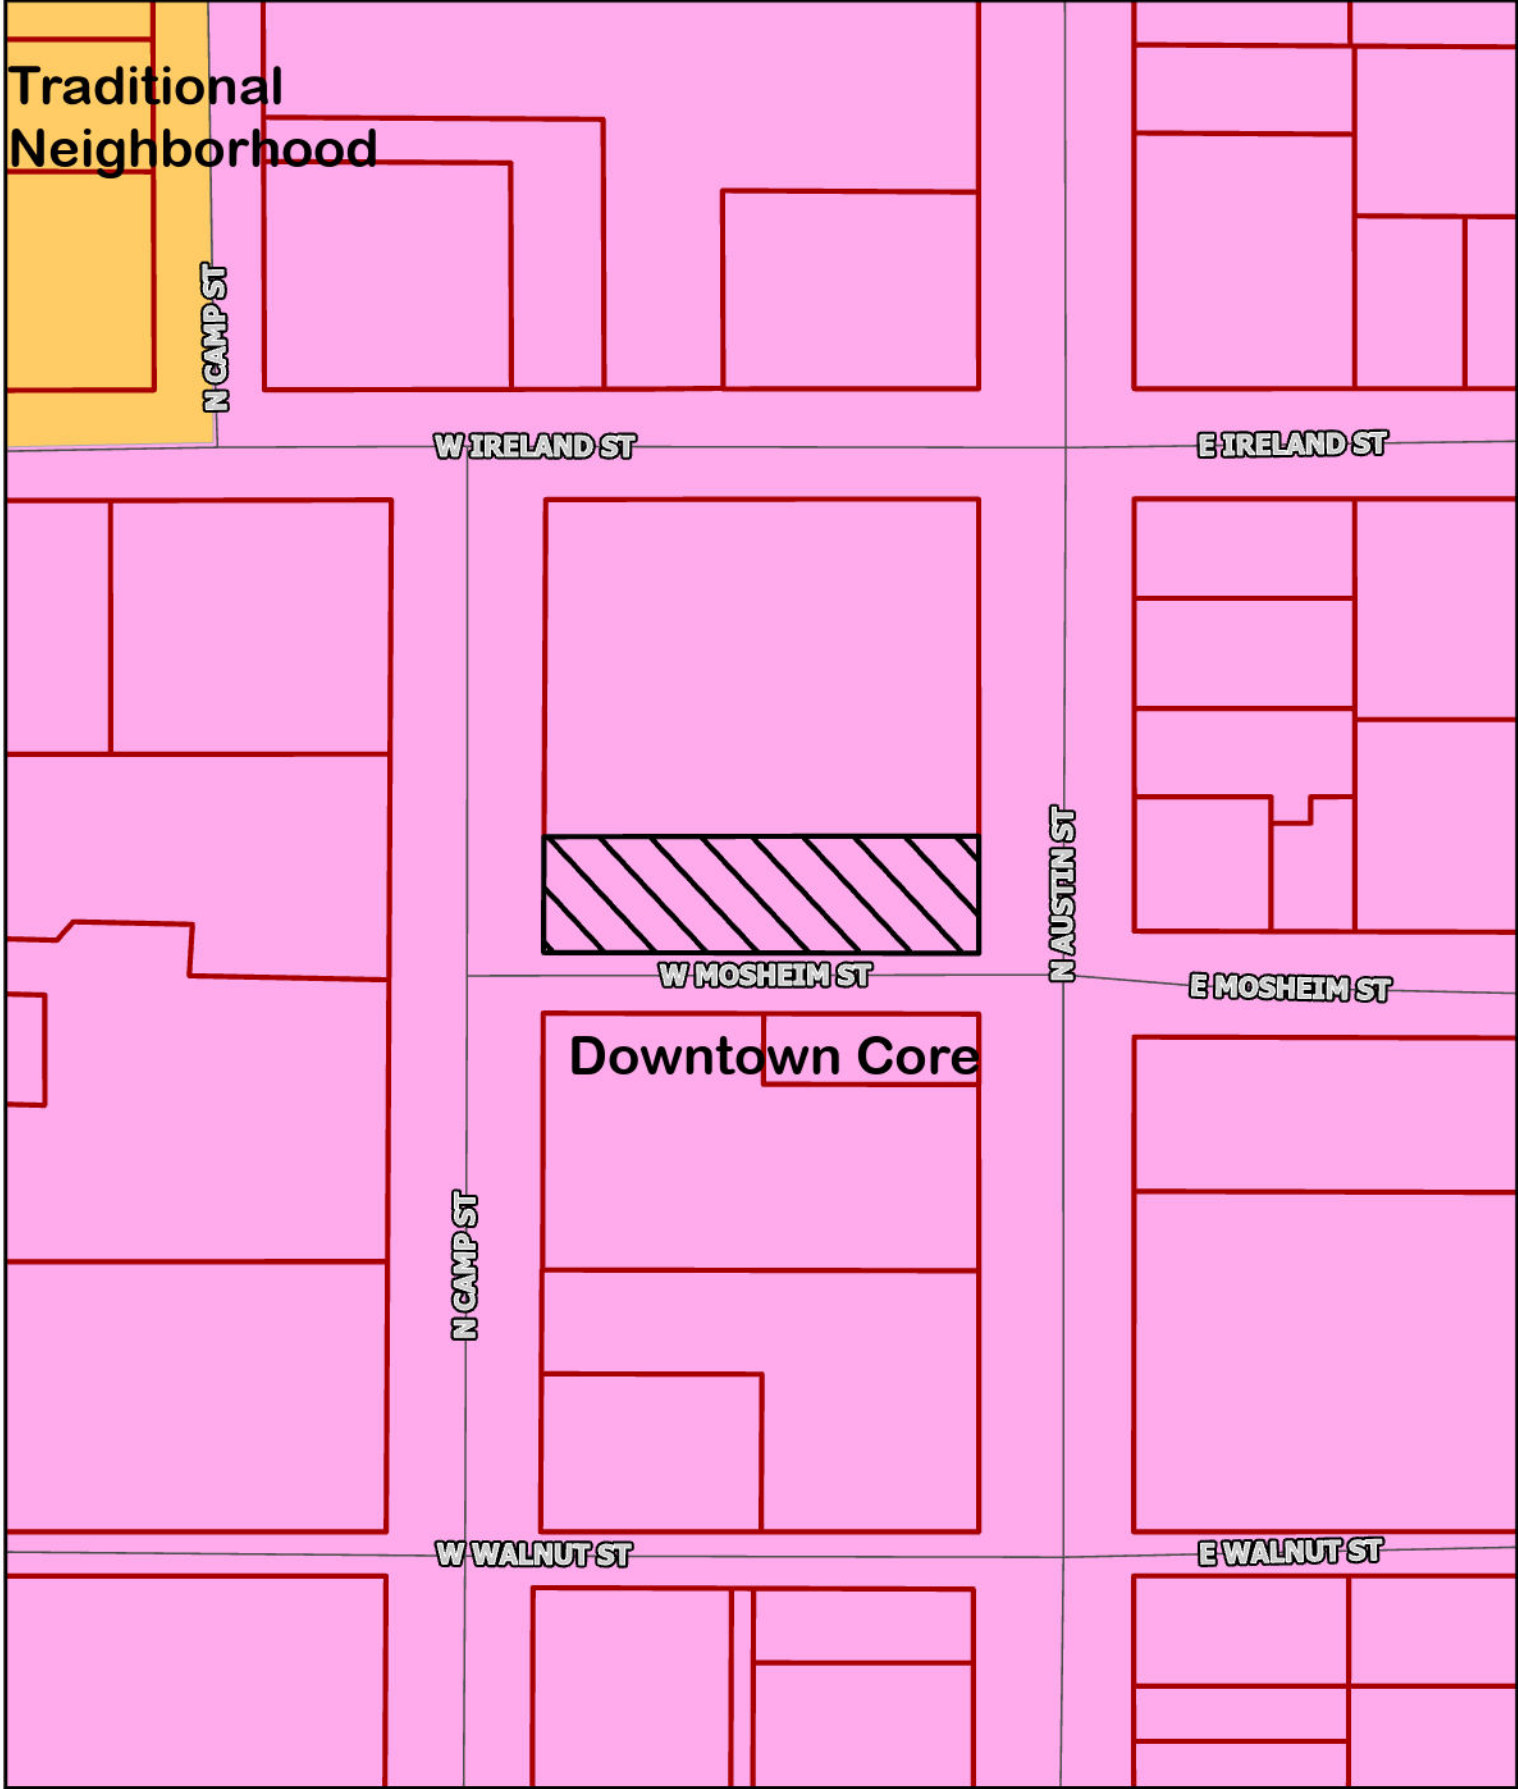 Traditional
Neighborhood
N CAMP ST
W IRELAND ST
E IRELAND ST
N AUSTIN ST
W MOSHEIM ST
E MOSHEIM ST
Downtown Core
N CAMP ST
W WALNUT ST
E WALNUT ST